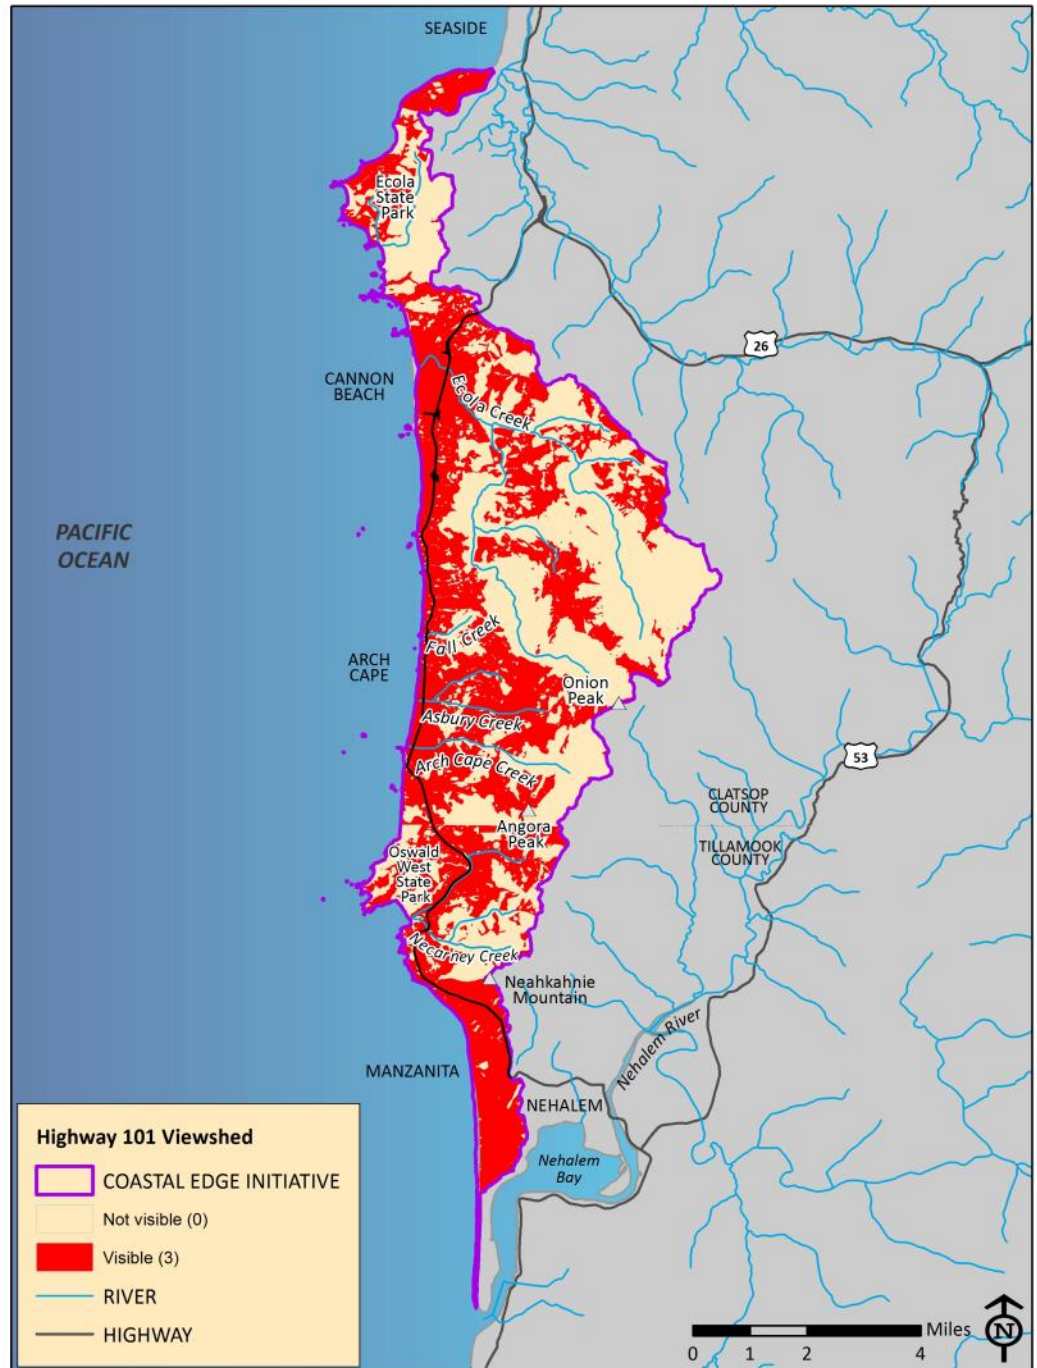 SEASIDE
Ecola
State
Park
26
CANNON
BEACH
Ecola Creek
PACIFIC
OCEAN
Fall Creek
ARCH
CAPE
Onion
Peak
Asbury Creek
Arch Cape Creek
53
CLATSOP
COUNTY
Angora
Peak
TILLAMOOK
COUNTY
Oswald
West
State
Park
Necarney Creek
Neahkahnie
Mountain
Nehalem River
MANZANITA
NEHALEM
Nehalem
Bay
Highway 101 Viewshed
COASTAL EDGE INITIATIVE
Not visible (0)
Visible (3)
RIVER
HIGHWAY
Miles
0 1 2 4
N